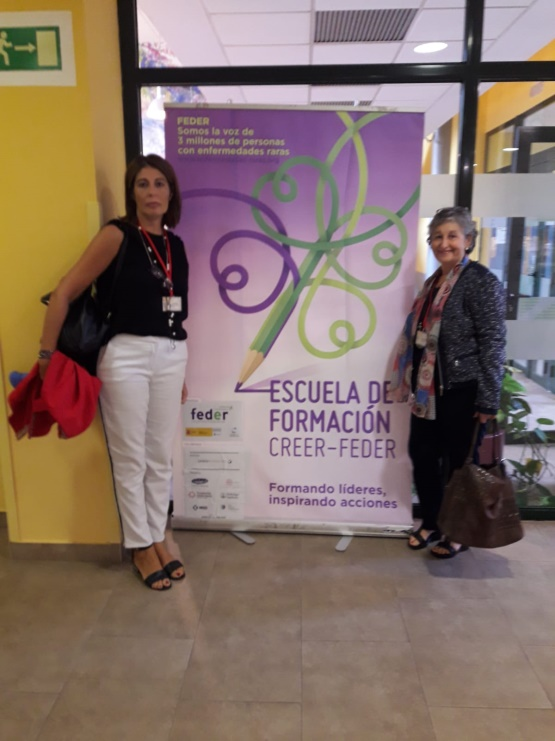 FEDER
Somos la voz de
3 millones de personas
con enfermedades raras
ESCUELA DE
FORMACIÓN
CREER-FEDER
feder
Formando líderes,
inspirando acciones